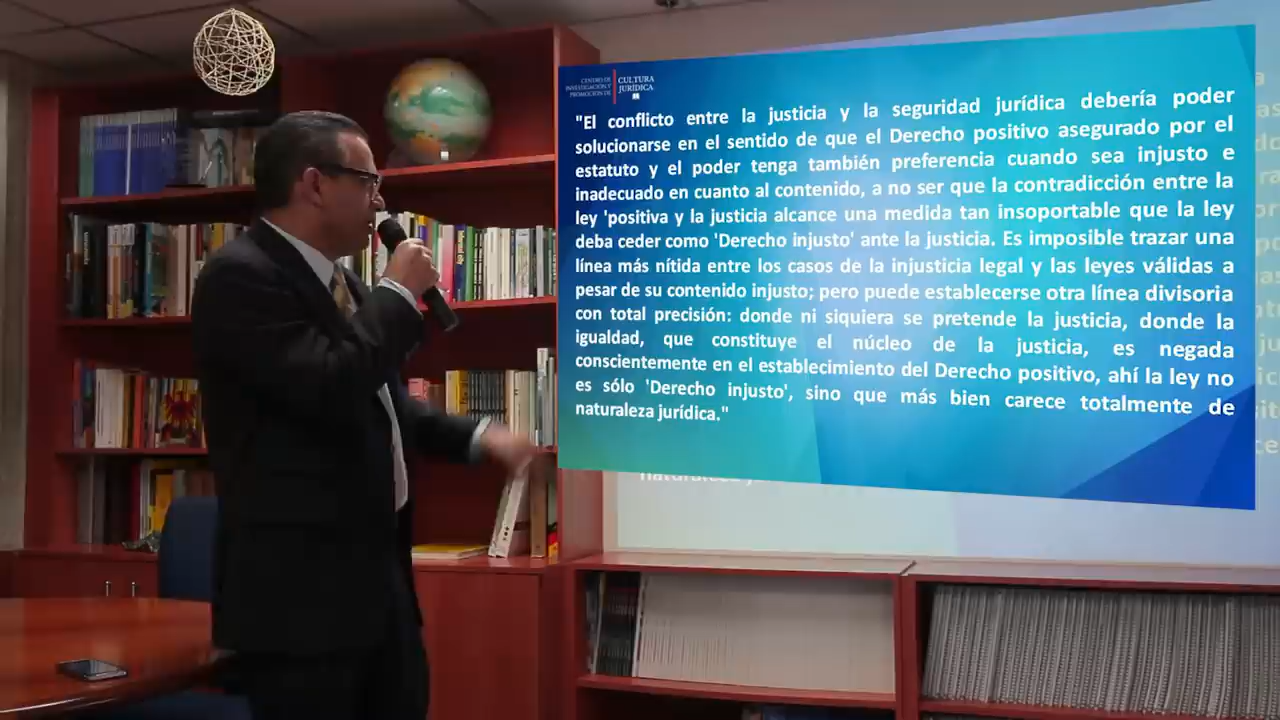 CENTRO DE
INVESTIGACIÓN Y
PROMOCIÓN DE
CULTURA
JURÍDICA
"El conflicto entre la justicia y la seguridad jurídica debería poder
solucionarse en el sentido de que el Derecho positivo asegurado por el
estatuto y el poder tenga también preferencia cuando sea injusto e
inadecuado en cuanto al contenido, a no ser que la contradicción entre la
ley 'positiva y la justicia alcance una medida tan insoportable que la ley
deba ceder como 'Derecho injusto' ante la justicia. Es imposible trazar una
línea más nítida entre los casos de la injusticia legal y las leyes válidas a
pesar de su contenido injusto; pero puede establecerse otra línea divisoria
con total precisión: donde ni siquiera se pretende la justicia, donde la
igualdad, que constituye el núcleo de la justicia, es negada
conscientemente en el establecimiento del Derecho positivo, ahí la ley no
es sólo 'Derecho injusto', sino que más bien carece totalmente de
naturaleza jurídica."